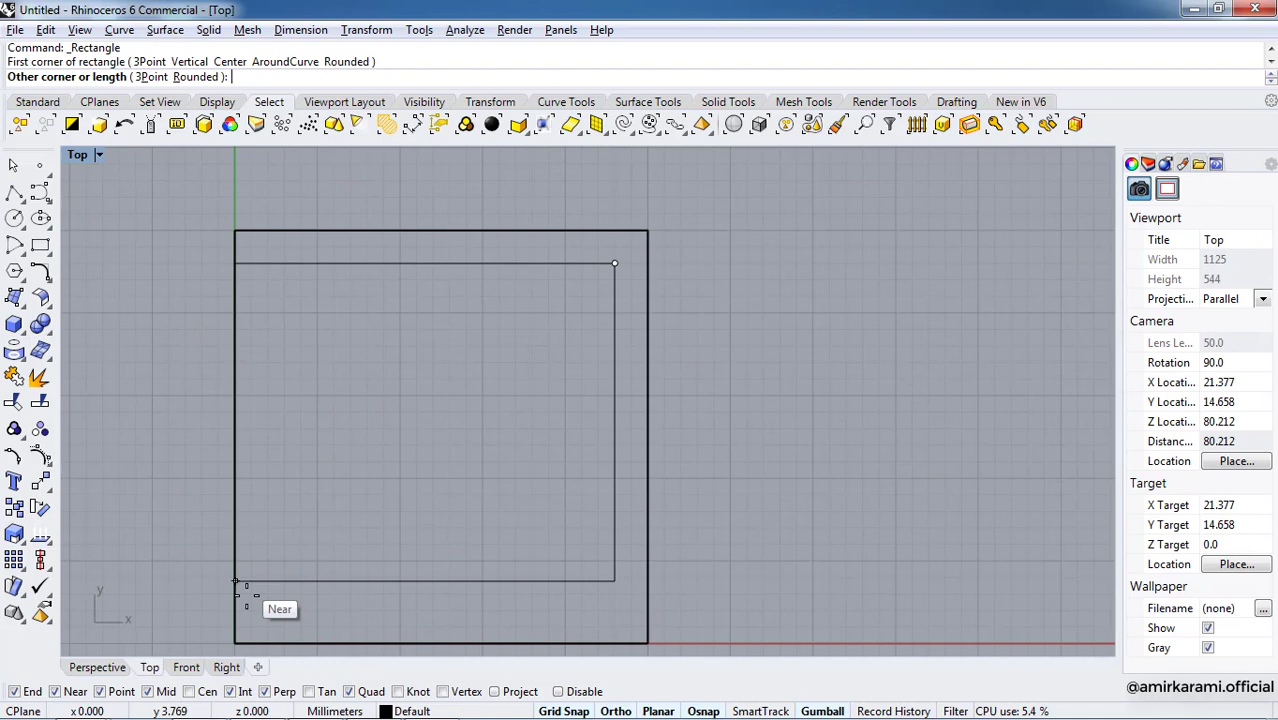 Untitled - Rhinoceros 6 Commercial - [Top]
File Edit View Curve Surface Solid Mesh Dimension Transform Tools Analyze Render Panels Help
Command: _Rectangle
First corner of rectangle ( 3Point Vertical Center AroundCurve Rounded )
Other corner or length ( 3Point Rounded ):
Standard CPlanes Set View Display Select Viewport Layout Visibility Transform Curve Tools Surface Tools Solid Tools Mesh Tools Render Tools Drafting New in V6
Top
Viewport
Title Top
Width 1125
Height 544
Projecti... Parallel
Camera
Lens Le... 50.0
Rotation 90.0
X Locati... 21.377
Y Locati... 14.658
Z Locati... 80.212
Distanc... 80.212
Location Place...
Target
X Target 21.377
Y Target 14.658
Z Target 0.0
Location Place...
Wallpaper
Filename (none) ...
Show
Gray
y
x
Near
Perspective Top Front Right
End Near Point Mid Cen Int Perp Tan Quad Knot Vertex Project Disable
@amirkarami.official
CPlane x 0.000 y 3.769 z 0.000 Millimeters Default Grid Snap Ortho Planar Osnap SmartTrack Gumball Record History Filter CPU use: 5.4 %